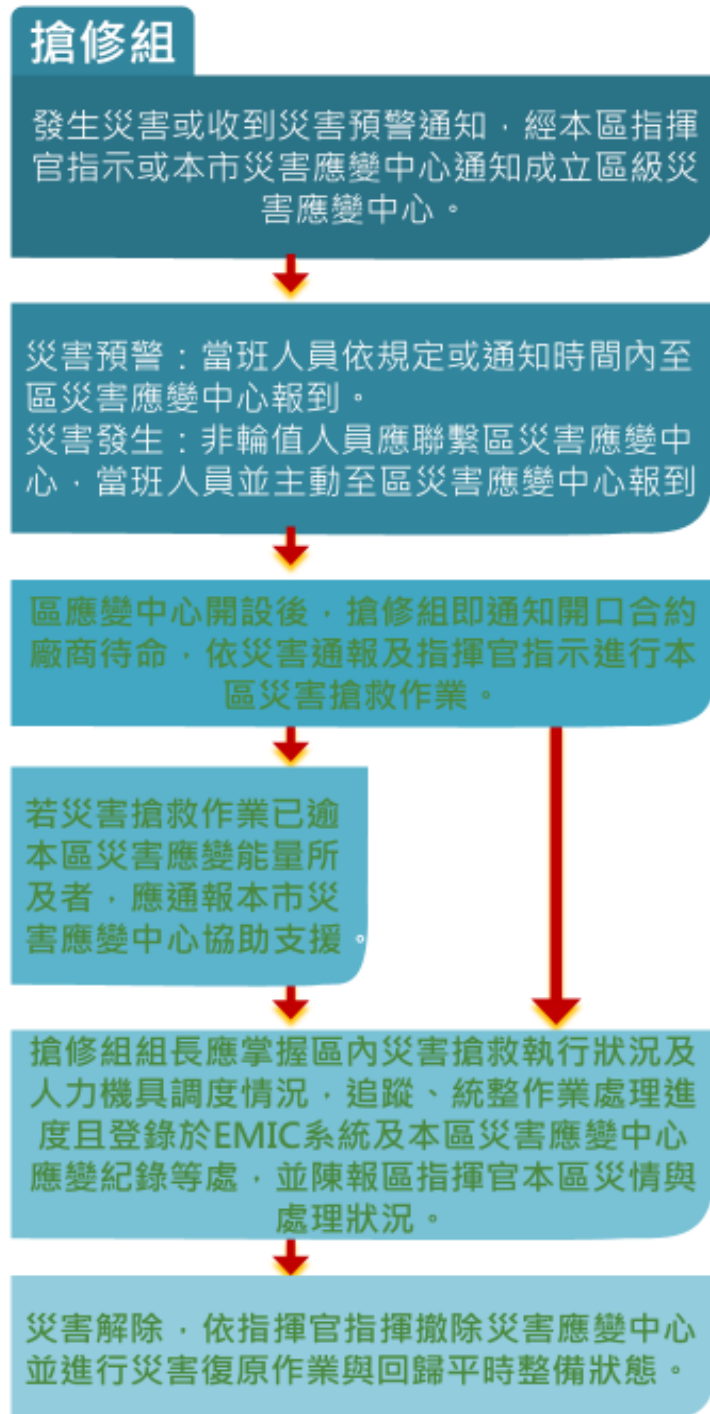 搶修組
發生災害或收到災害預警通知，經本區指揮
官指示或本市災害應變中心通知成立區級災
害應變中心。
災害預警：當班人員依規定或通知時間內至
區災害應變中心報到。
災害發生：非輪值人員應聯繫區災害應變中
心，當班人員並主動至區災害應變中心報到
區應變中心開設後，搶修組即通知開口合約
廠商待命，依災害通報及指揮官指示進行本
區災害搶救作業。
若災害搶救作業已逾
本區災害應變能量所
及者，應通報本市災
害應變中心協助支援。
搶修組組長應掌握區內災害搶救執行狀況及
人力機具調度情況，追蹤、統整作業處理進
度且登錄於EMIC系統及本區災害應變中心
應變紀錄等處，並陳報區指揮官本區災情與
處理狀況。
災害解除，依指揮官指揮撤除災害應變中心
並進行災害復原作業與回歸平時整備狀態。